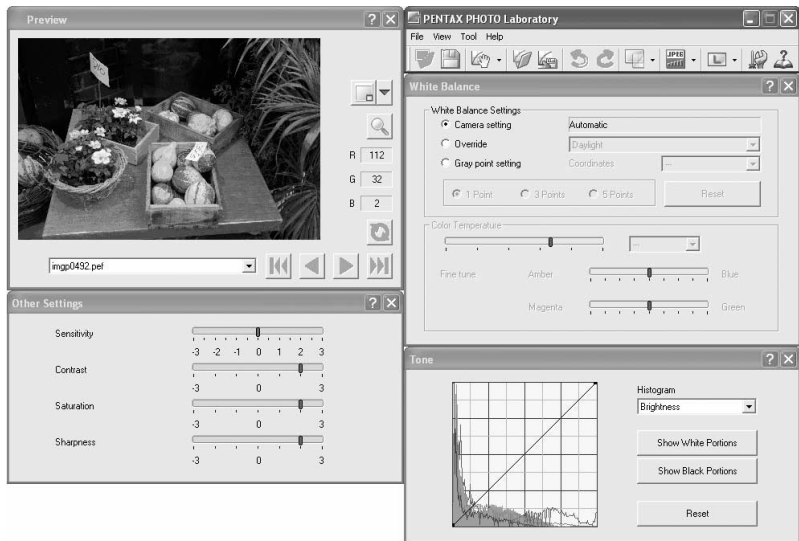 Preview
R 112
G 32
B 2
imgp0492.pef
Other Settings
Sensitivity
-3 -2 -1 0 1 2 3
Contrast
-3 0 3
Saturation
-3 0 3
Sharpness
-3 0 3
PENTAX PHOTO Laboratory
File View Tool Help
JPEG
White Balance
White Balance Settings
Camera setting Automatic
Override Daylight
Gray point setting Coordinates ---
1 Point 3 Points 5 Points Reset
Color Temperature
---
Fine tune Amber Blue
Magenta Green
Tone
Histogram
Brightness
Show White Portions
Show Black Portions
Reset